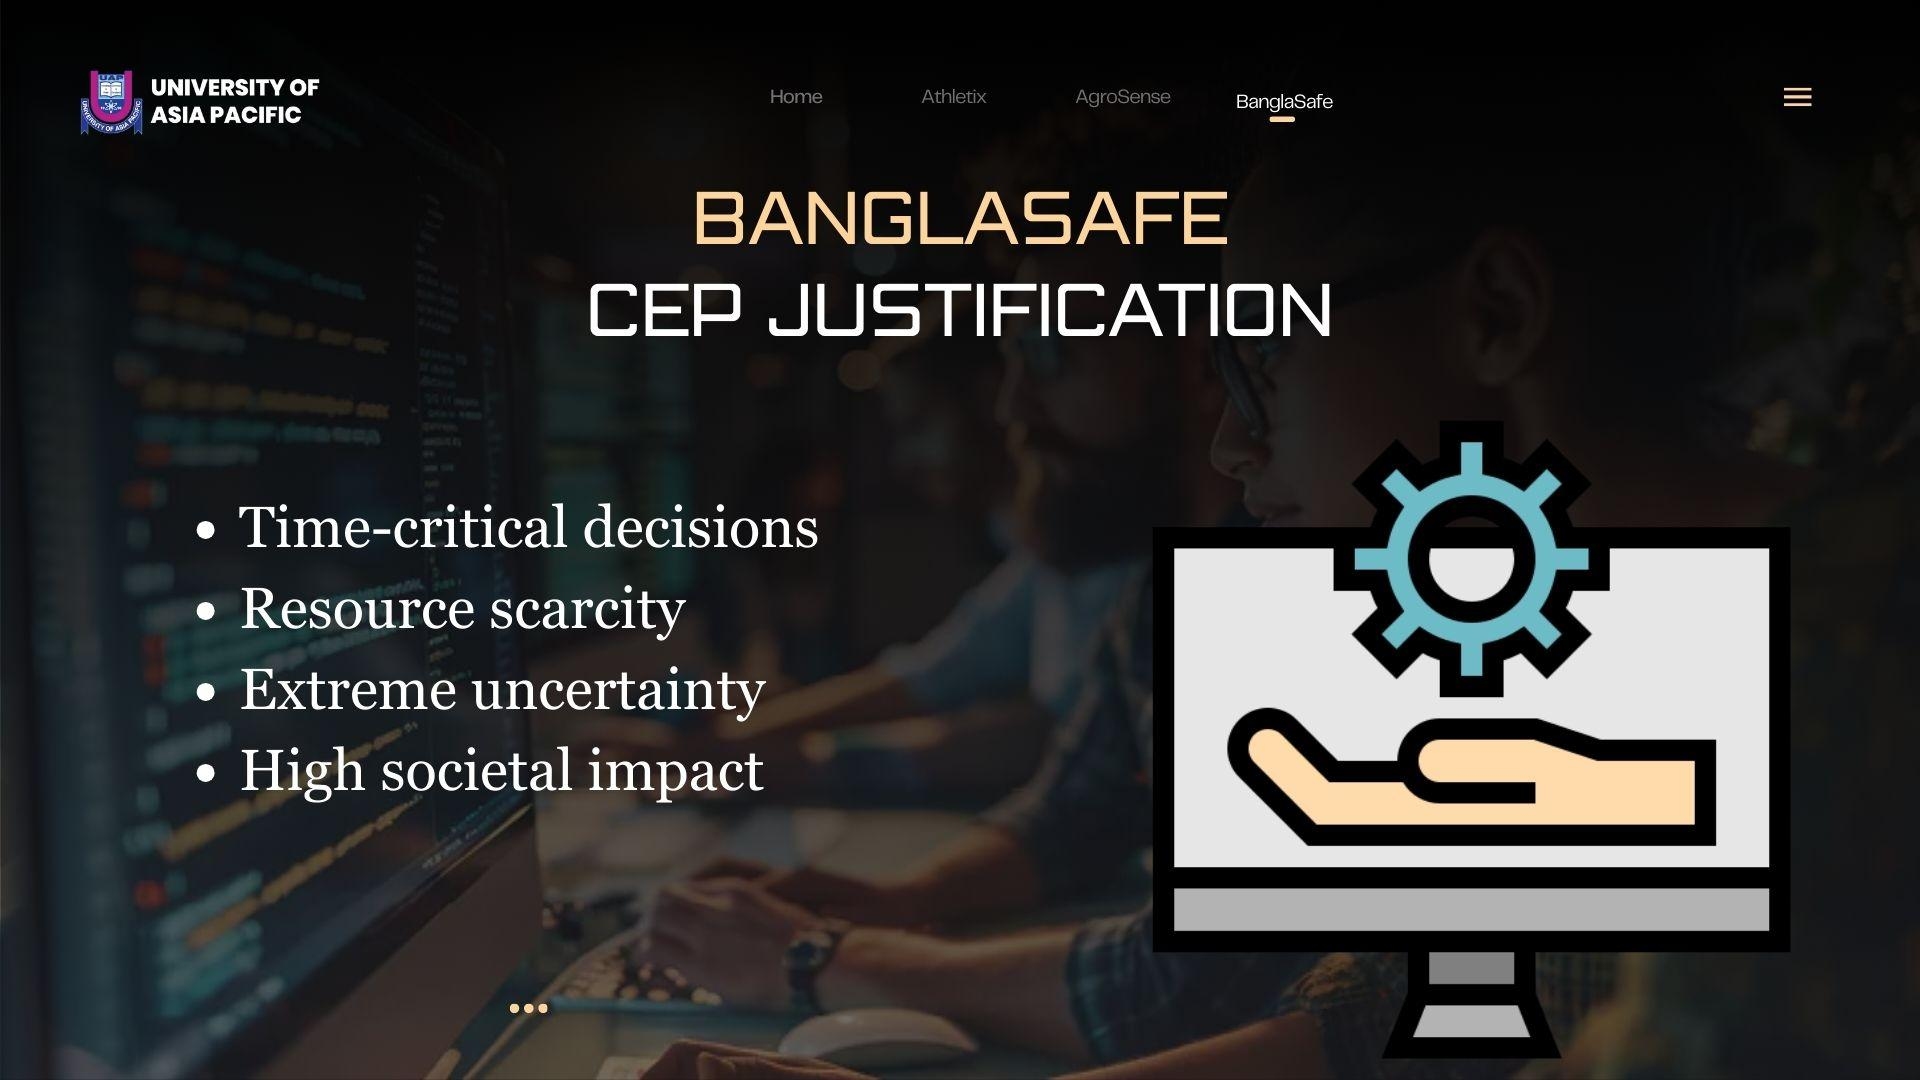 UNIVERSITY OF
ASIA PACIFIC
Home
Athletix
AgroSense
BanglaSafe
BANGLASAFE
CEP JUSTIFICATION
• Time-critical decisions
• Resource scarcity
• Extreme uncertainty
• High societal impact